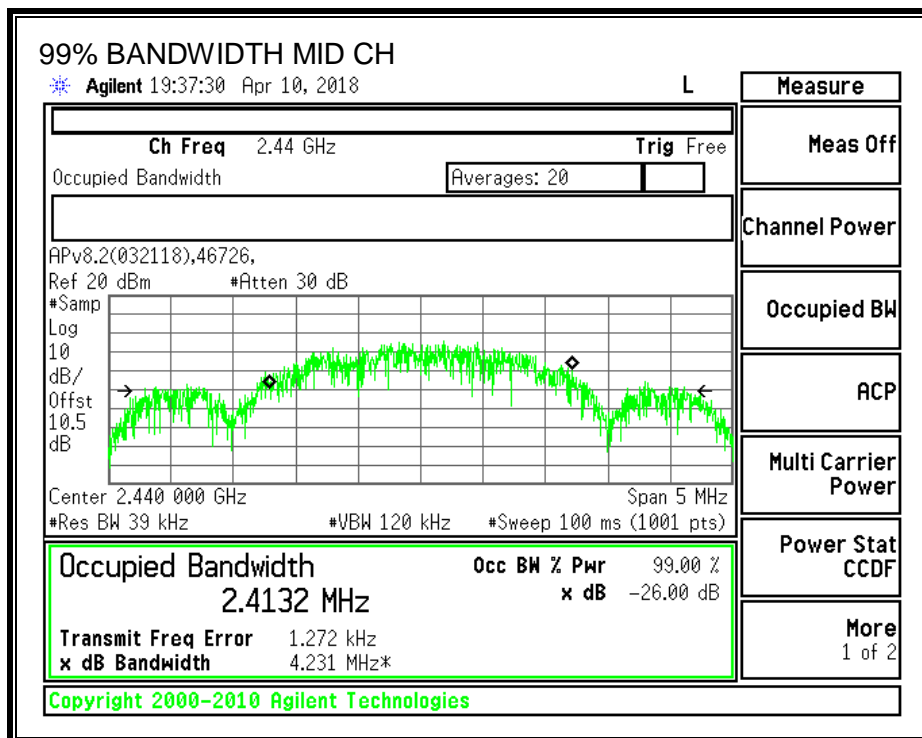 99% BANDWIDTH MID CH
Agilent 19:37:30 Apr 10, 2018 L
Measure
Ch Freq 2.44 GHz Trig Free
Meas Off
Occupied Bandwidth Averages: 20
Channel Power
APv8.2(032118),46726,
Ref 20 dBm #Atten 30 dB
#Samp
Log
10
dB/
Offst
10.5
dB
Occupied BW
ACP
Center 2.440 000 GHz Span 5 MHz
#Res BW 39 kHz #VBW 120 kHz #Sweep 100 ms (1001 pts)
Multi Carrier
Power
Occupied Bandwidth Occ BW % Pwr 99.00 %
2.4132 MHz x dB -26.00 dB
Transmit Freq Error 1.272 kHz
x dB Bandwidth 4.231 MHz*
Power Stat
CCDF
More
1 of 2
Copyright 2000-2010 Agilent Technologies